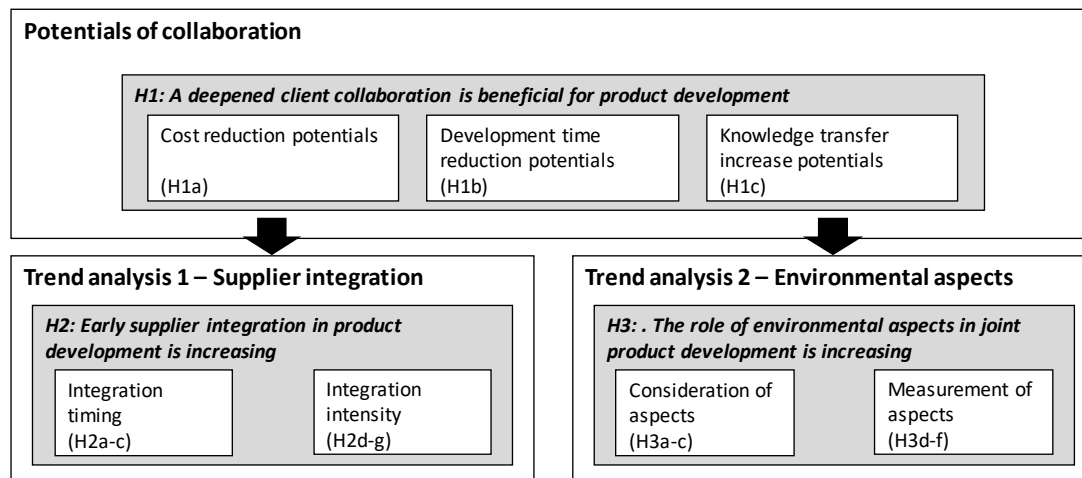 Potentials of collaboration
H1: A deepened client collaboration is beneficial for product development
Cost reduction potentials
(H1a)
Development time
reduction potentials
(H1b)
Knowledge transfer
increase potentials
(H1c)
Trend analysis 1 – Supplier integration
H2: Early supplier integration in product
development is increasing
Integration
timing
(H2a-c)
Integration
intensity
(H2d-g)
Trend analysis 2 – Environmental aspects
H3: . The role of environmental aspects in joint
product development is increasing
Consideration of
aspects
(H3a-c)
Measurement of
aspects
(H3d-f)